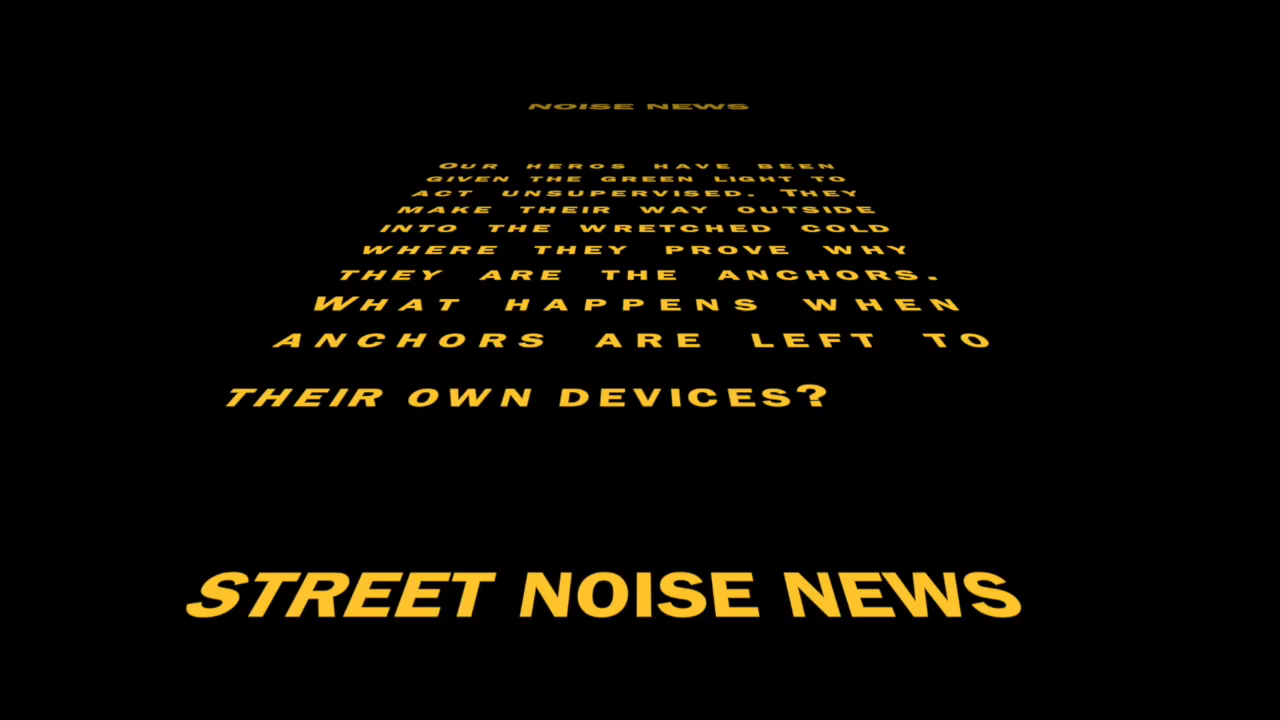 NOISE NEWS
OUR HEROS HAVE BEEN
GIVEN THE GREEN LIGHT TO
ACT UNSUPERVISED. THEY
MAKE THEIR WAY OUTSIDE
INTO THE WRETCHED COLD
WHERE THEY PROVE WHY
THEY ARE THE ANCHORS.
WHAT HAPPENS WHEN
ANCHORS ARE LEFT TO
THEIR OWN DEVICES?
STREET NOISE NEWS